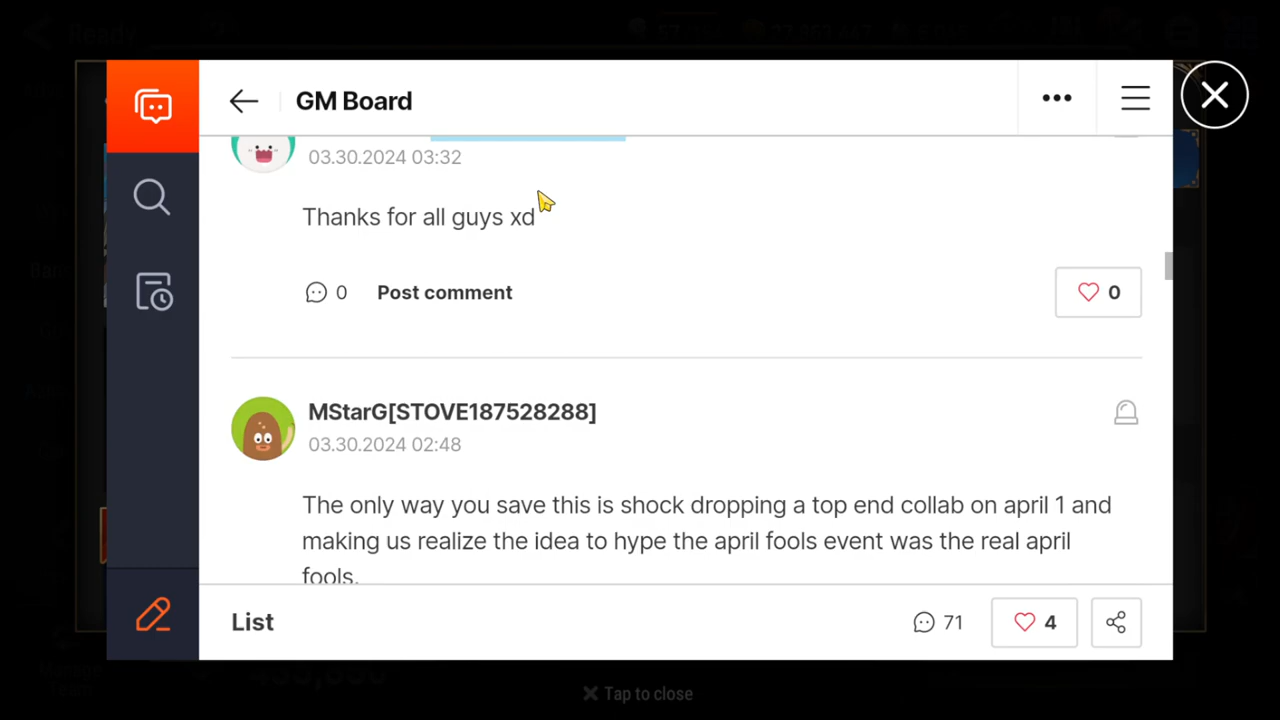 Ready
GM Board
03.30.2024 03:32
Thanks for all guys xd
0 Post comment
0
MStarG[STOVE187528288]
03.30.2024 02:48
The only way you save this is shock dropping a top end collab on april 1 and
making us realize the idea to hype the april fools event was the real april
fools.
List
71
4
Manage
Team
Tap to close